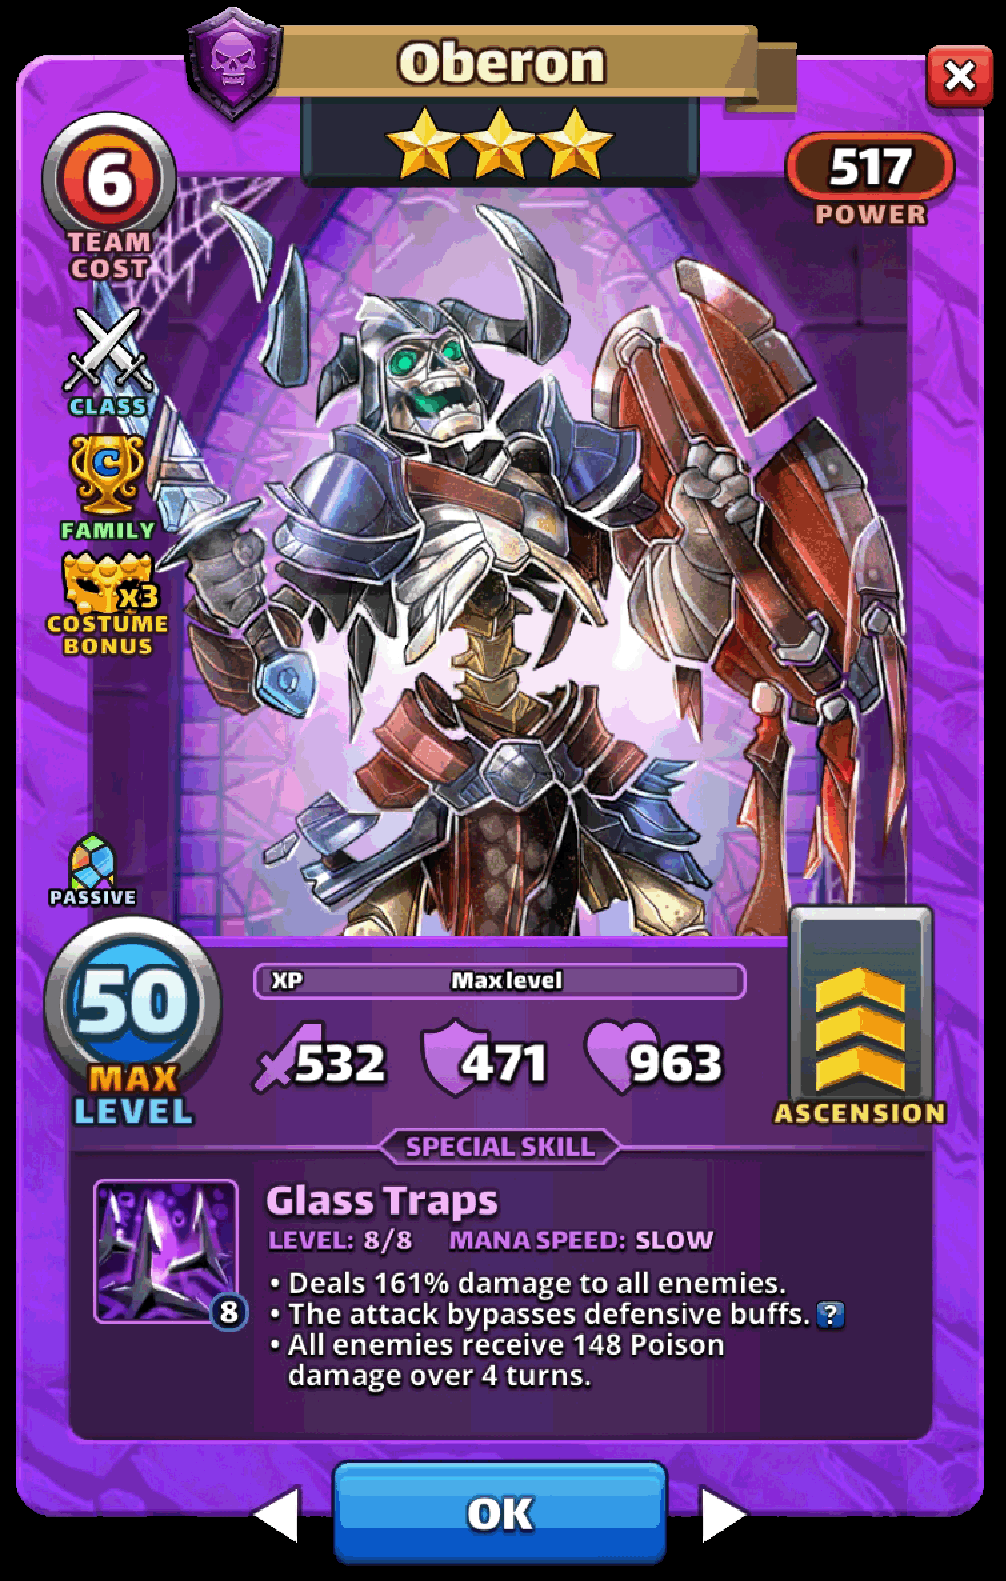 Oberon
6
TEAM
COST
517
POWER
CLASS
C
FAMILY
x3
COSTUME
BONUS
PASSIVE
50
MAX
LEVEL
XP
Max level
532
471
963
ASCENSION
SPECIAL SKILL
Glass Traps
LEVEL: 8/8 MANA SPEED: SLOW
8
• Deals 161% damage to all enemies.
• The attack bypasses defensive buffs. ?
• All enemies receive 148 Poison
damage over 4 turns.
OK